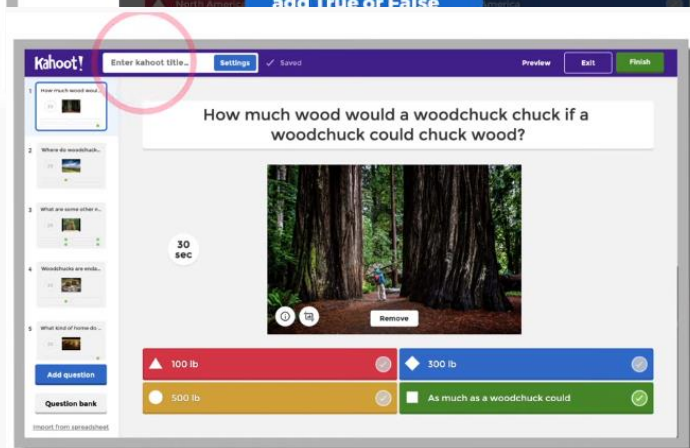 North America
add True or False
Kahoot!
Enter kahoot title…
Settings
✓ Saved
Preview
Exit
Finish
1 How much wood woul…
2 Where do woodchuck…
3 What are some other n…
4 Woodchucks are enda…
5 What kind of home do …
Add question
Question bank
Import from spreadsheet
How much wood would a woodchuck chuck if a
woodchuck could chuck wood?
30
sec
Remove
100 lb
300 lb
500 lb
As much as a woodchuck could